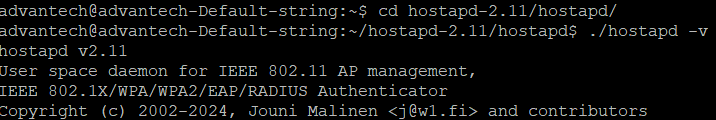 advantech@advantech-Default-string:~$ cd hostapd-2.11/hostapd/
advantech@advantech-Default-string:~/hostapd-2.11/hostapd$ ./hostapd -v
hostapd v2.11
User space daemon for IEEE 802.11 AP management,
IEEE 802.1X/WPA/WPA2/EAP/RADIUS Authenticator
Copyright (c) 2002-2024, Jouni Malinen <j@w1.fi> and contributors